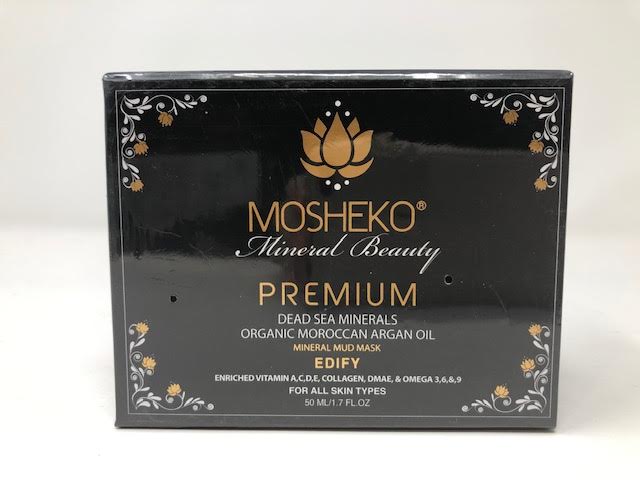 MOSHEKO®
Mineral Beauty
PREMIUM
DEAD SEA MINERALS
ORGANIC MOROCCAN ARGAN OIL
MINERAL MUD MASK
EDIFY
ENRICHED VITAMIN A,C,D,E, COLLAGEN, DMAE, & OMEGA 3,6,&,9
FOR ALL SKIN TYPES
50 ML/1.7 FL.OZ